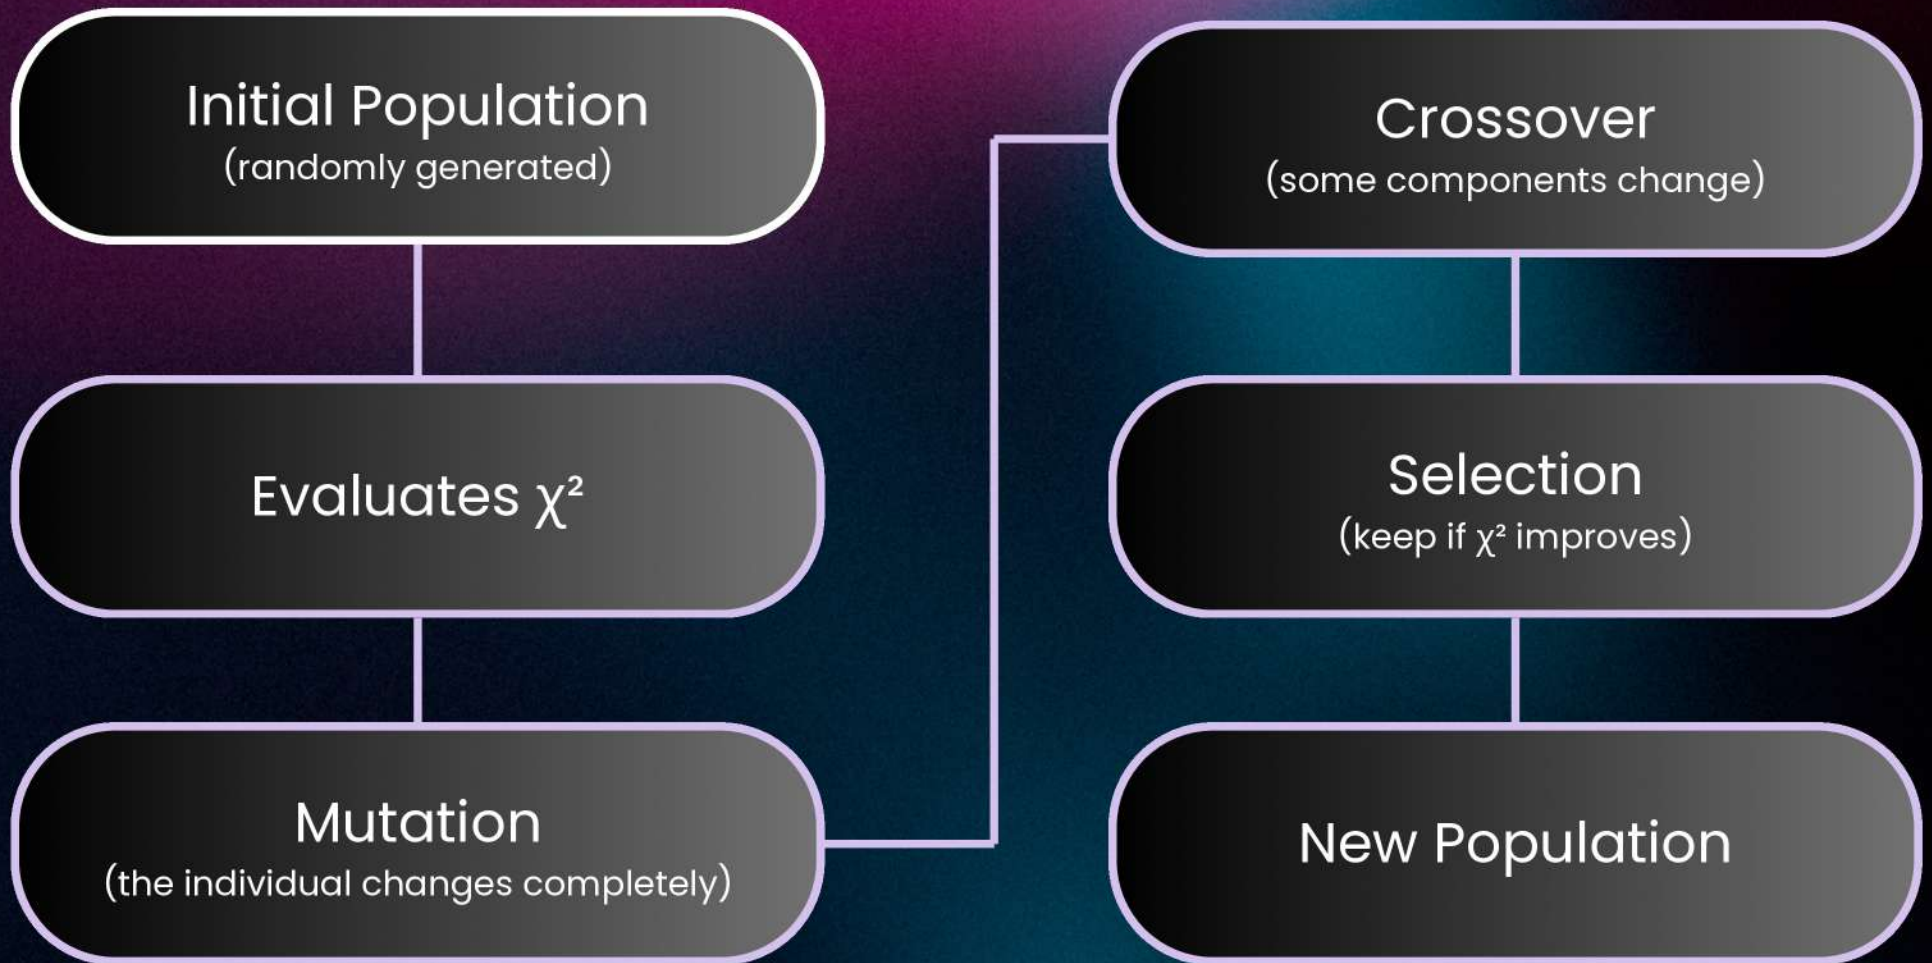 Initial Population
(randomly generated)
Evaluates χ²
Mutation
(the individual changes completely)
Crossover
(some components change)
Selection
(keep if χ² improves)
New Population